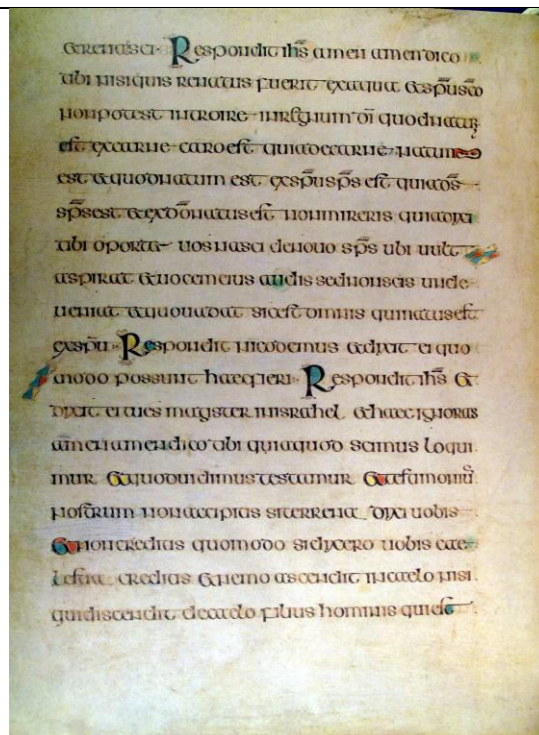 et renasci Respondit ihs amen amen dico
tibi nisi quis renatus fuerit ex aqua et spu sco
non potest introire in regnum di quod natum
est ex carne caro est quia de carne natum
est et quod natum est ex spu sps est quia ds
sps est et ex do natus est non mireris quia dixi
tibi oportet uos nasci denouo sps ubi uult
aspirat et uocem eius audis sed non scis unde
ueniat et quo uadat sic est omnis qui natus est
ex spu Respondit nicodemus et dixit ei quo
modo possunt haec fieri Respondit ihs et
dixit ei tu es magister in israhel et haec ignoras
amen amen dico tibi quia quod scimus loqui
mur et quod uidimus testamur et testimoniu
nostrum non accipitis si terrena dixi uobis
et non creditis quomodo si dixero uobis cae
lestia creditis et nemo ascendit in caelo nisi
qui discendit de caelo filius hominis qui est